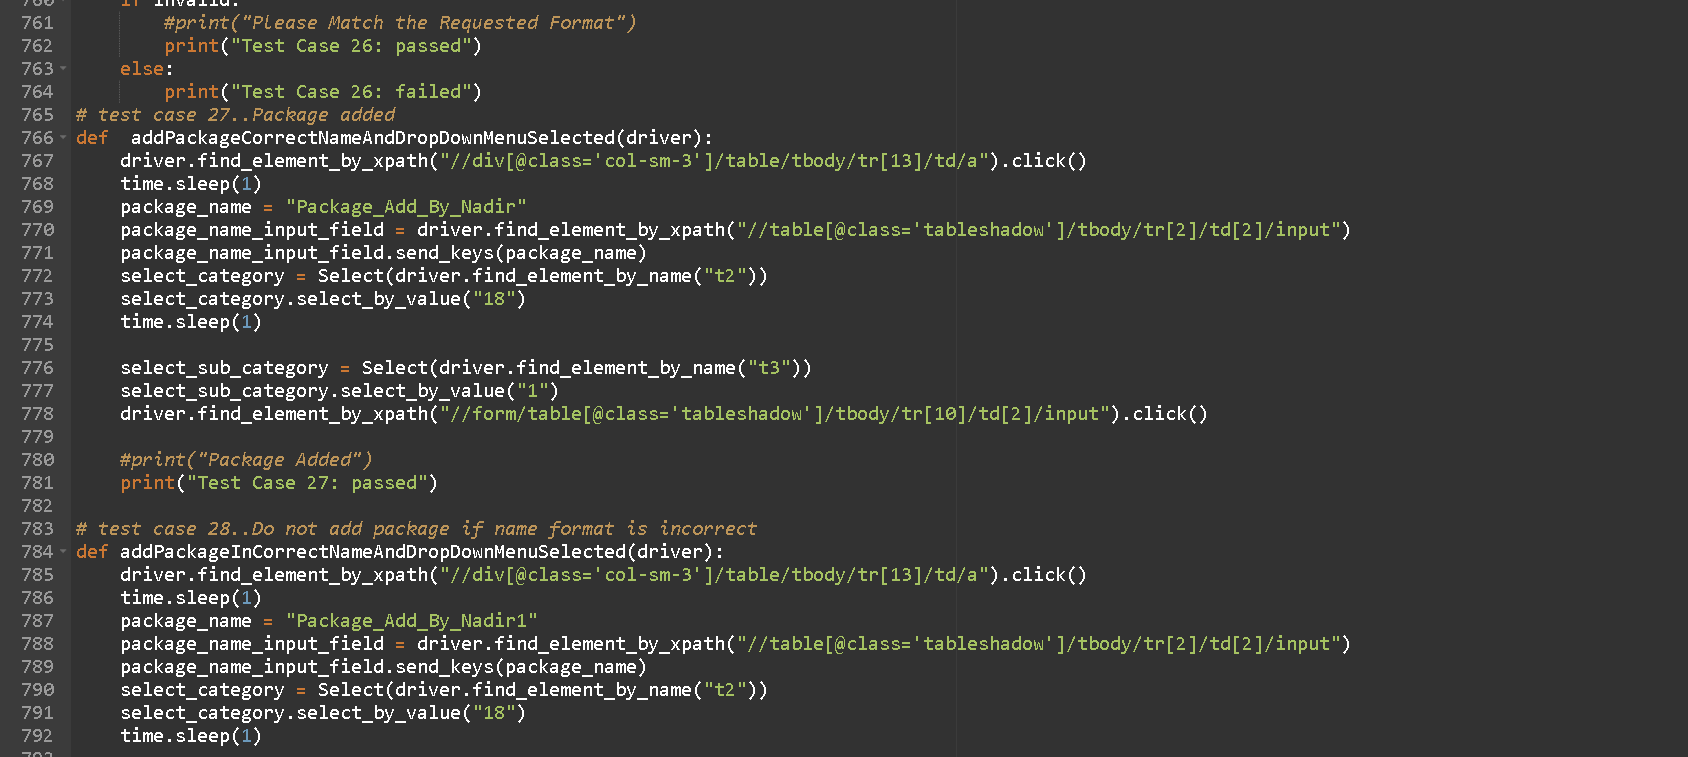 760 if invalid:
761 #print("Please Match the Requested Format")
762 print("Test Case 26: passed")
763 else:
764 print("Test Case 26: failed")
765 # test case 27..Package added
766 def  addPackageCorrectNameAndDropDownMenuSelected(driver):
767 driver.find_element_by_xpath("//div[@class='col-sm-3']/table/tbody/tr[13]/td/a").click()
768 time.sleep(1)
769 package_name = "Package_Add_By_Nadir"
770 package_name_input_field = driver.find_element_by_xpath("//table[@class='tableshadow']/tbody/tr[2]/td[2]/input")
771 package_name_input_field.send_keys(package_name)
772 select_category = Select(driver.find_element_by_name("t2"))
773 select_category.select_by_value("18")
774 time.sleep(1)
775
776 select_sub_category = Select(driver.find_element_by_name("t3"))
777 select_sub_category.select_by_value("1")
778 driver.find_element_by_xpath("//form/table[@class='tableshadow']/tbody/tr[10]/td[2]/input").click()
779
780 #print("Package Added")
781 print("Test Case 27: passed")
782
783 # test case 28..Do not add package if name format is incorrect
784 def addPackageInCorrectNameAndDropDownMenuSelected(driver):
785 driver.find_element_by_xpath("//div[@class='col-sm-3']/table/tbody/tr[13]/td/a").click()
786 time.sleep(1)
787 package_name = "Package_Add_By_Nadir1"
788 package_name_input_field = driver.find_element_by_xpath("//table[@class='tableshadow']/tbody/tr[2]/td[2]/input")
789 package_name_input_field.send_keys(package_name)
790 select_category = Select(driver.find_element_by_name("t2"))
791 select_category.select_by_value("18")
792 time.sleep(1)
793